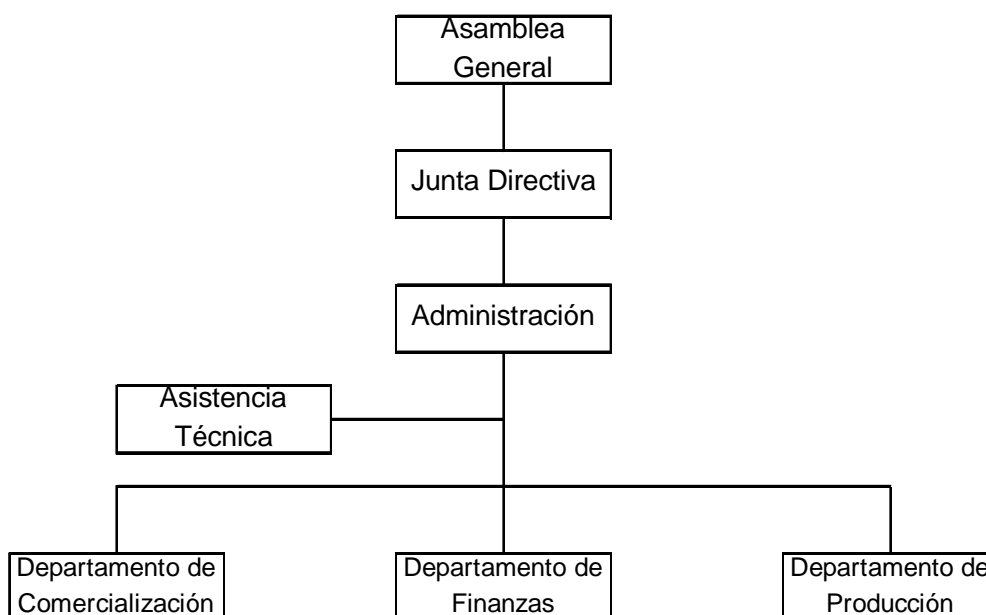 Asamblea
General
Junta Directiva
Administración
Asistencia
Técnica
Departamento de
Comercialización
Departamento de
Finanzas
Departamento de
Producción